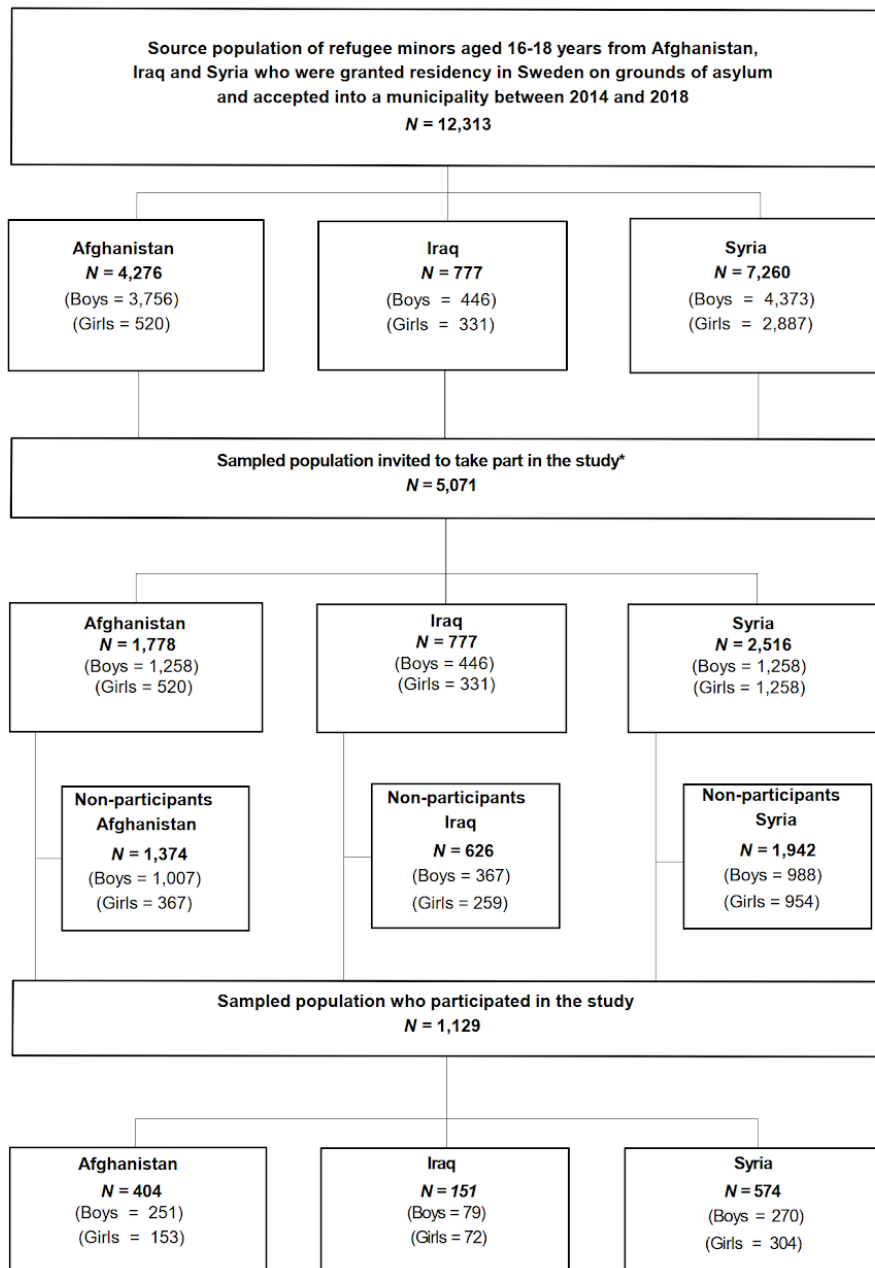 Source population of refugee minors aged 16-18 years from Afghanistan,
Iraq and Syria who were granted residency in Sweden on grounds of asylum
and accepted into a municipality between 2014 and 2018
N = 12,313
Afghanistan
N = 4,276
(Boys = 3,756)
(Girls = 520)
Iraq
N = 777
(Boys = 446)
(Girls = 331)
Syria
N = 7,260
(Boys = 4,373)
(Girls = 2,887)
Sampled population invited to take part in the study*
N = 5,071
Afghanistan
N = 1,778
(Boys = 1,258)
(Girls = 520)
Iraq
N = 777
(Boys = 446)
(Girls = 331)
Syria
N = 2,516
(Boys = 1,258)
(Girls = 1,258)
Non-participants
Afghanistan
N = 1,374
(Boys = 1,007)
(Girls = 367)
Non-participants
Iraq
N = 626
(Boys = 367)
(Girls = 259)
Non-participants
Syria
N = 1,942
(Boys = 988)
(Girls = 954)
Sampled population who participated in the study
N = 1,129
Afghanistan
N = 404
(Boys = 251)
(Girls = 153)
Iraq
N = 151
(Boys = 79)
(Girls = 72)
Syria
N = 574
(Boys = 270)
(Girls = 304)